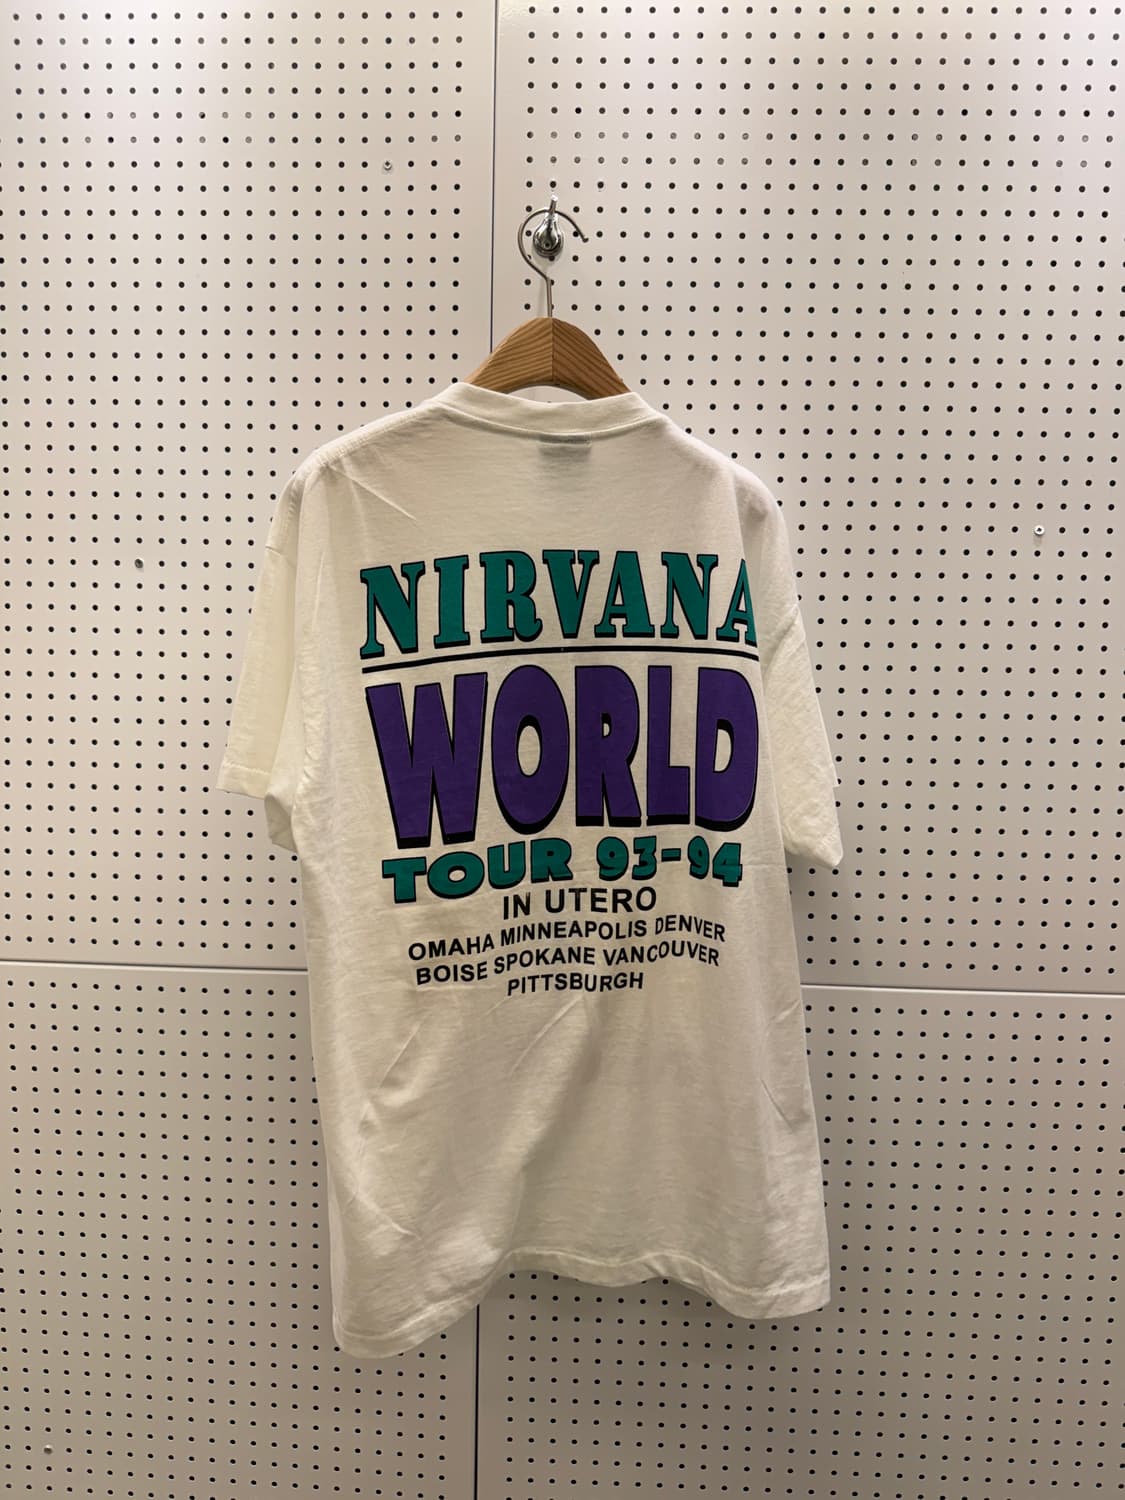 NIRVANA
WORLD
TOUR 93-94
IN UTERO
OMAHA MINNEAPOLIS DENVER
BOISE SPOKANE VANCOUVER
PITTSBURGH